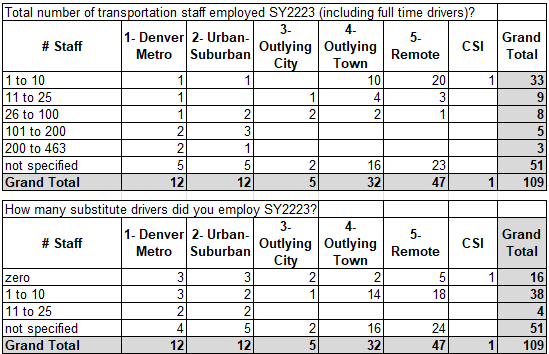 Total number of transportation staff employed SY2223 (including full time drivers)?
# Staff 1- Denver Metro 2- Urban-Suburban 3- Outlying City 4- Outlying Town 5- Remote CSI Grand Total
1 to 10 1 1 10 20 1 33
11 to 25 1 1 4 3 9
26 to 100 1 2 2 2 1 8
101 to 200 2 3 5
200 to 463 2 1 3
not specified 5 5 2 16 23 51
Grand Total 12 12 5 32 47 1 109
How many substitute drivers did you employ SY2223?
# Staff 1- Denver Metro 2- Urban-Suburban 3- Outlying City 4- Outlying Town 5- Remote CSI Grand Total
zero 3 3 2 2 5 1 16
1 to 10 3 2 1 14 18 38
11 to 25 2 2 4
not specified 4 5 2 16 24 51
Grand Total 12 12 5 32 47 1 109